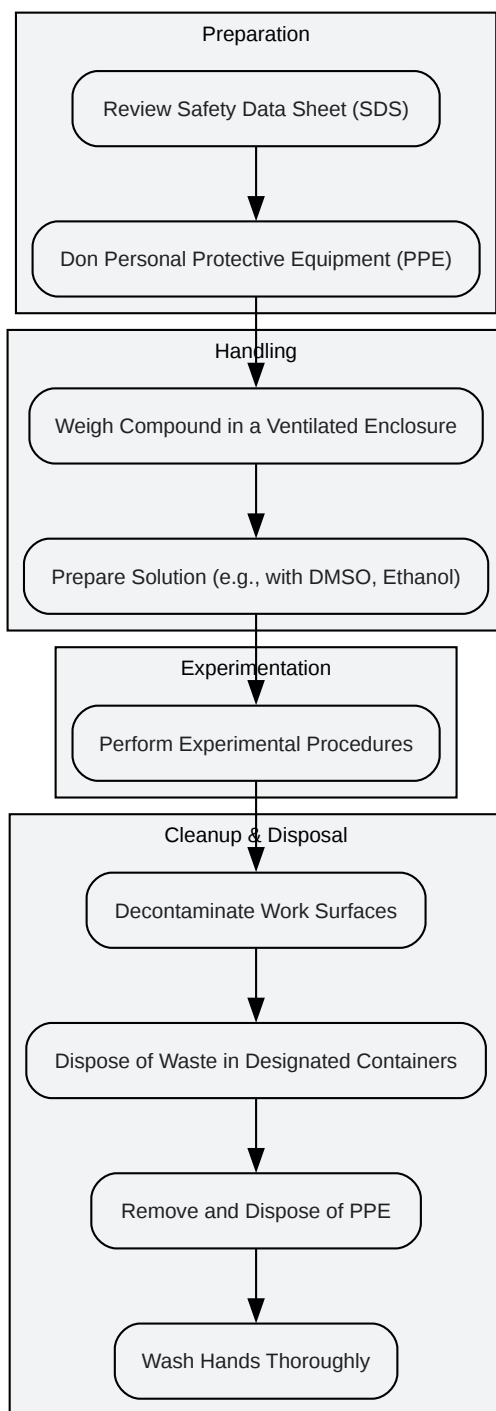 Preparation
Review Safety Data Sheet (SDS)
Don Personal Protective Equipment (PPE)
Handling
Weigh Compound in a Ventilated Enclosure
Prepare Solution (e.g., with DMSO, Ethanol)
Experimentation
Perform Experimental Procedures
Cleanup & Disposal
Decontaminate Work Surfaces
Dispose of Waste in Designated Containers
Remove and Dispose of PPE
Wash Hands Thoroughly